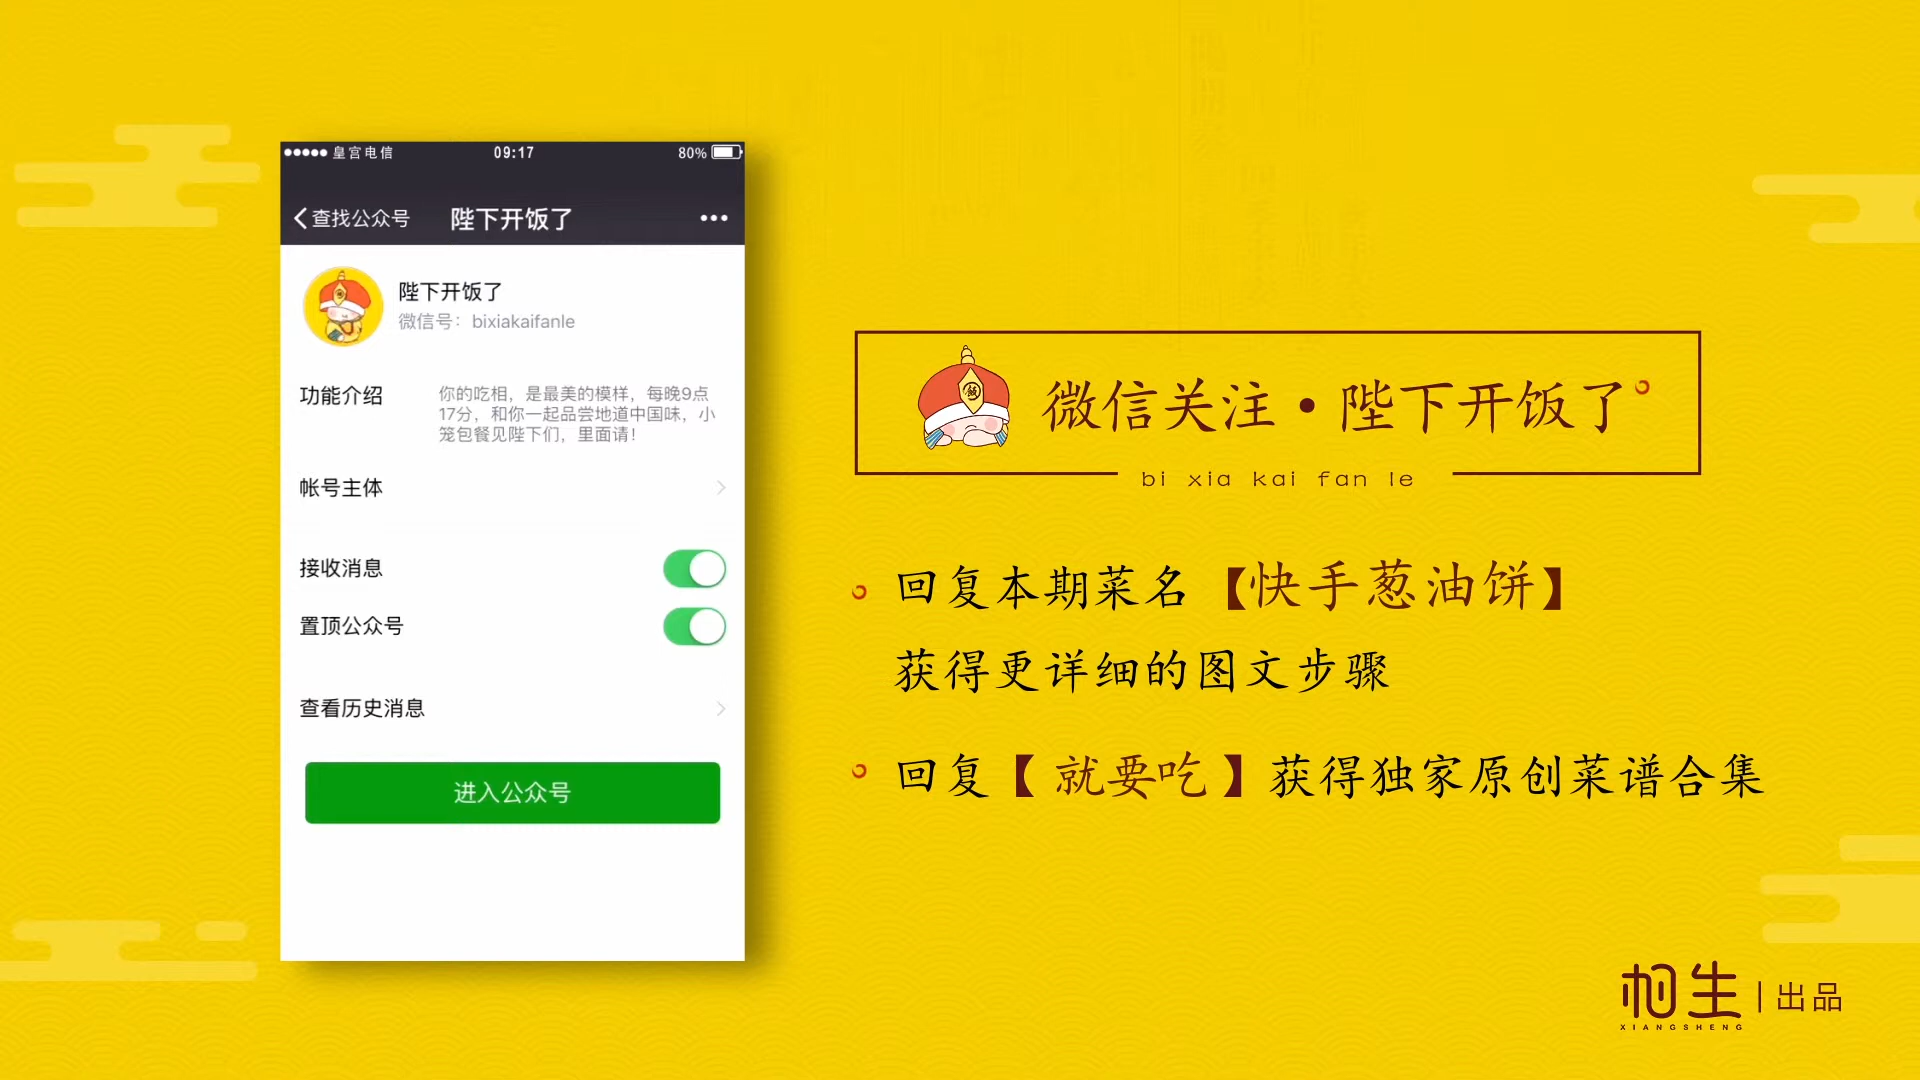 皇宫电信 09:17 80%
查找公众号 陛下开饭了
陛下开饭了
微信号：bixiakaifanle
功能介绍
你的吃相，是最美的模样，每晚9点
17分，和你一起品尝地道中国味，小
笼包餐见陛下们，里面请！
帐号主体
接收消息
置顶公众号
查看历史消息
进入公众号
飯
微信关注·陛下开饭了
bi xia kai fan le
回复本期菜名【快手葱油饼】
获得更详细的图文步骤
回复【就要吃】获得独家原创菜谱合集
相生 | 出品
XIANGSHENG